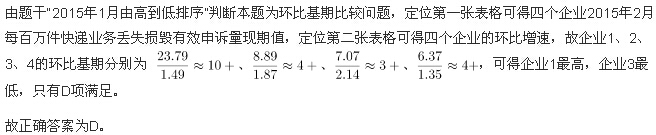 由题干“2015年1月由高到低排序”判断本题为环比基期比较问题，定位第一张表格可得四个企业2015年2月
每百万件快递业务丢失损毁有效申诉量现期值，定位第二张表格可得四个企业的环比增速，故企业1、2、
3、4的环比基期分别为 23.79/1.49 ≈ 10+、8.89/1.87 ≈ 4+、7.07/2.14 ≈ 3+、6.37/1.35 ≈ 4+，可得企业1最高，企业3最
低，只有D项满足。
故正确答案为D。